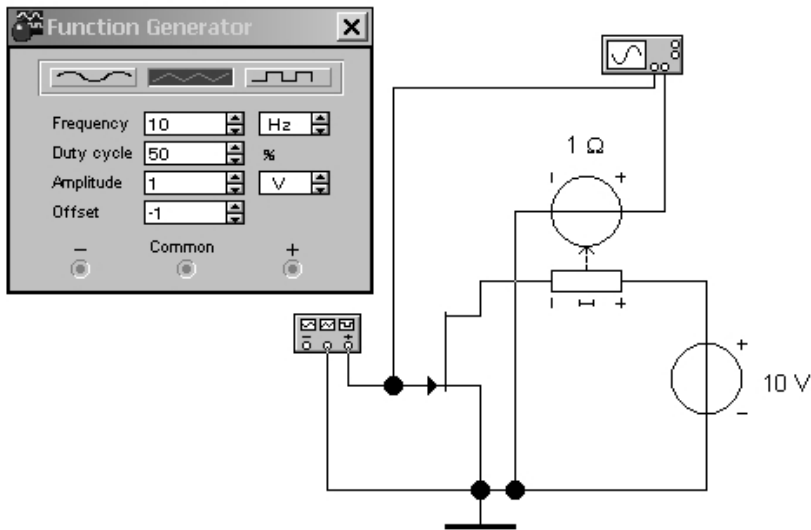 Function Generator
Frequency 10 Hz
Duty cycle 50 %
Amplitude 1 V
Offset -1
− Common +
1 Ω
− +
10 V